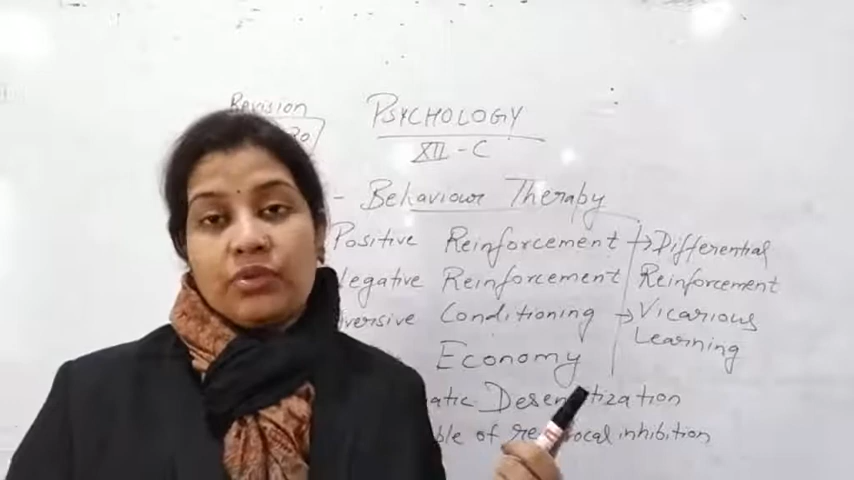 Revision
PSYCHOLOGY
XII - C
- Behaviour Therapy
Positive Reinforcement
Negative Reinforcement
Conditioning
Economy
Desensitization
of reciprocal inhibition
→ Differential
Reinforcement
→ Vicarious
Learning